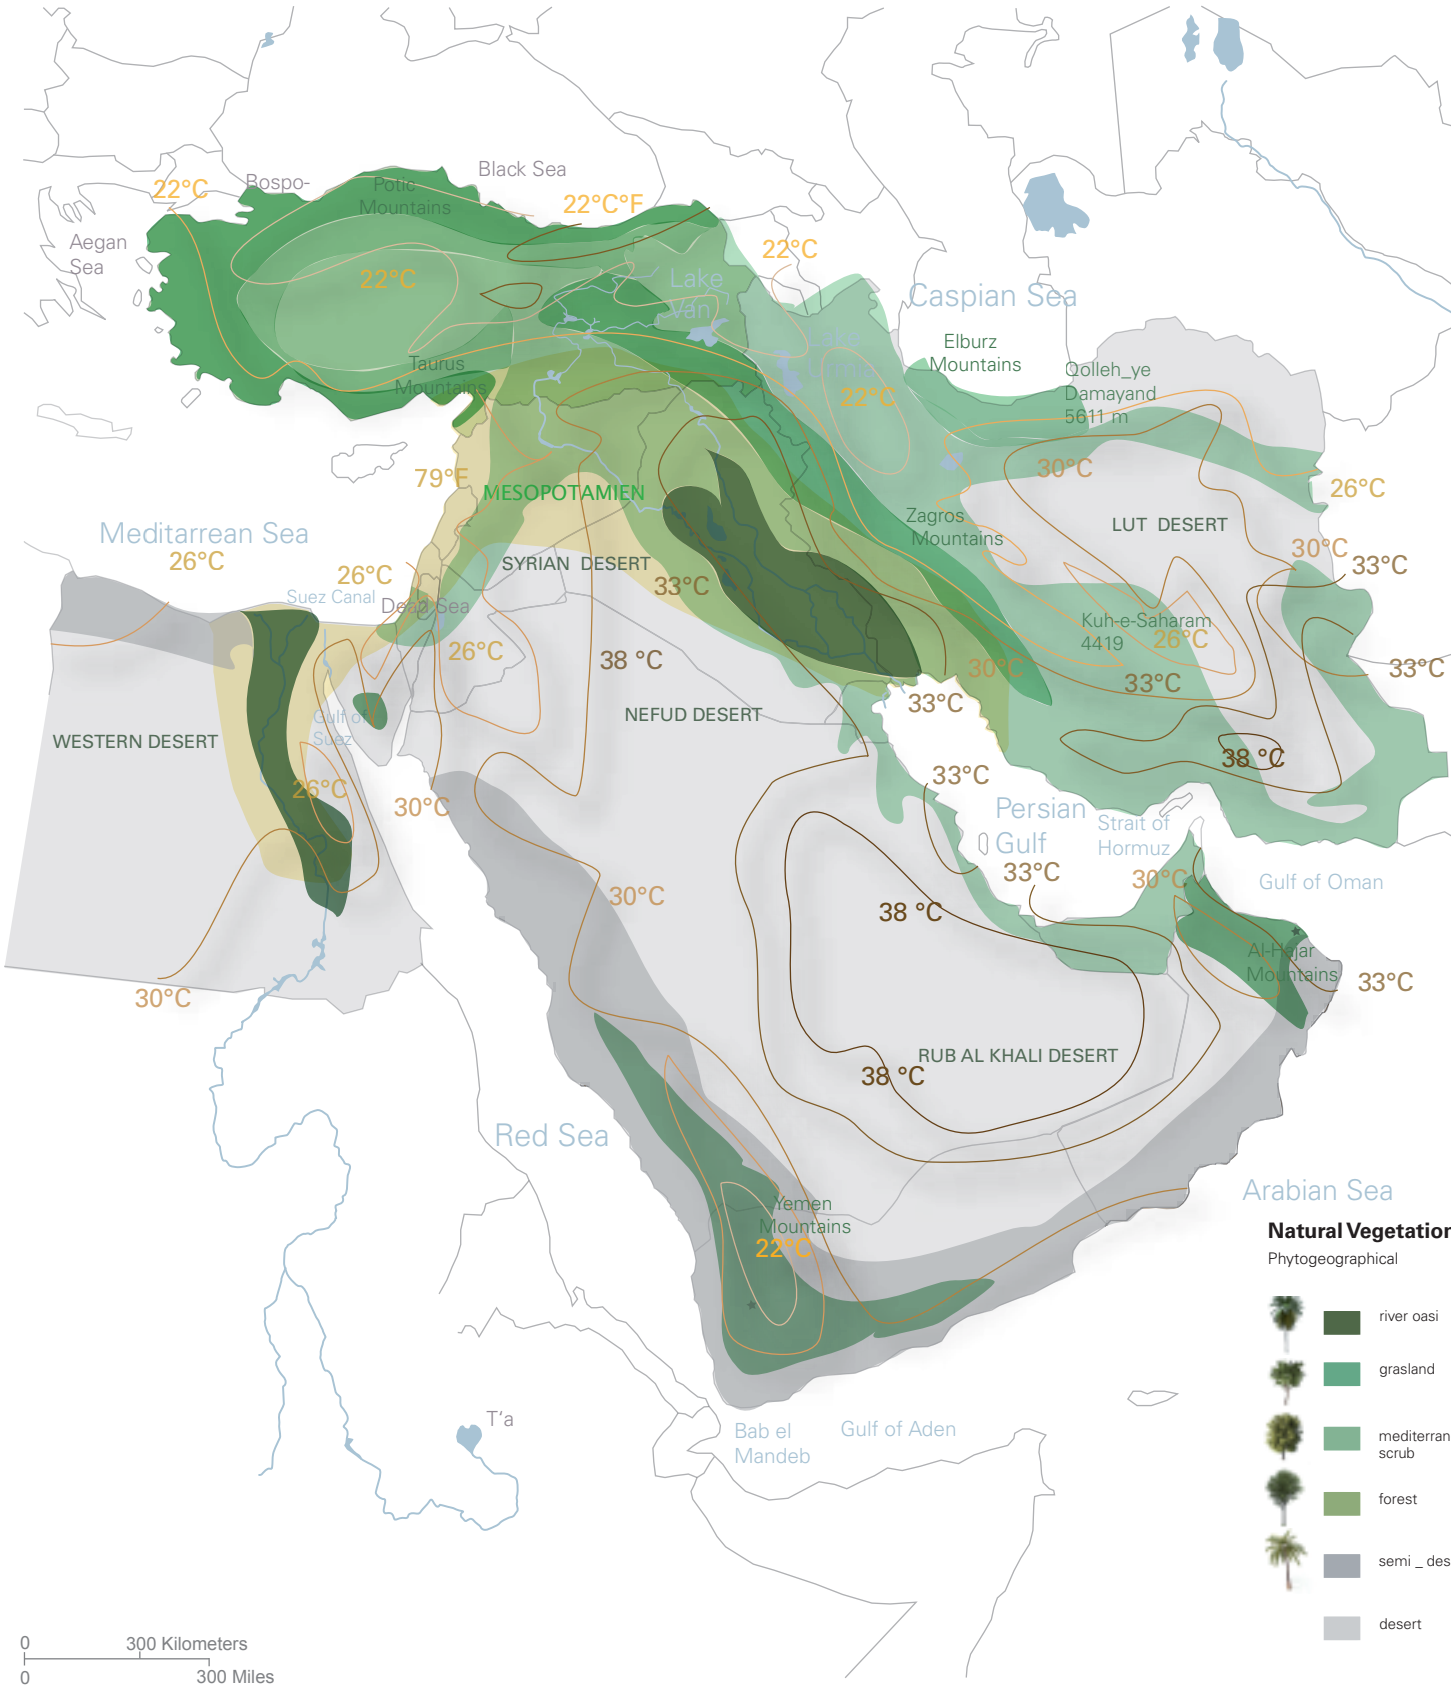 Black Sea
22°C
Bospo-
Potic
Mountains
22°C°F
Aegan
Sea
22°C
22°C
Lake
Van
Caspian Sea
Elburz
Mountains
Qolleh_ye
Damayand
5611 m
Taurus
Mountains
22°C
30°C
79°F
MESOPOTAMIEN
26°C
Meditarrean Sea
26°C
Zagros
Mountains
LUT DESERT
30°C
33°C
SYRIAN DESERT
26°C
33°C
Suez Canal
Dead Sea
Kuh-e-Saharam
4419
26°C
26°C
38 °C
30°C
33°C
33°C
33°C
NEFUD DESERT
Gulf of
Suez
WESTERN DESERT
38 °C
33°C
26°C
30°C
Persian
Gulf
Strait of
Hormuz
33°C
30°C
Gulf of Oman
30°C
38 °C
Al-Hajar
Mountains
33°C
30°C
RUB AL KHALI DESERT
38 °C
Red Sea
Arabian Sea
Yemen
Mountains
22°C
Natural Vegetation
Phytogeographical
river oasi
grasland
mediterran
scrub
forest
semi _ des
desert
T'a
Bab el
Mandeb
Gulf of Aden
0
300 Kilometers
0
300 Miles